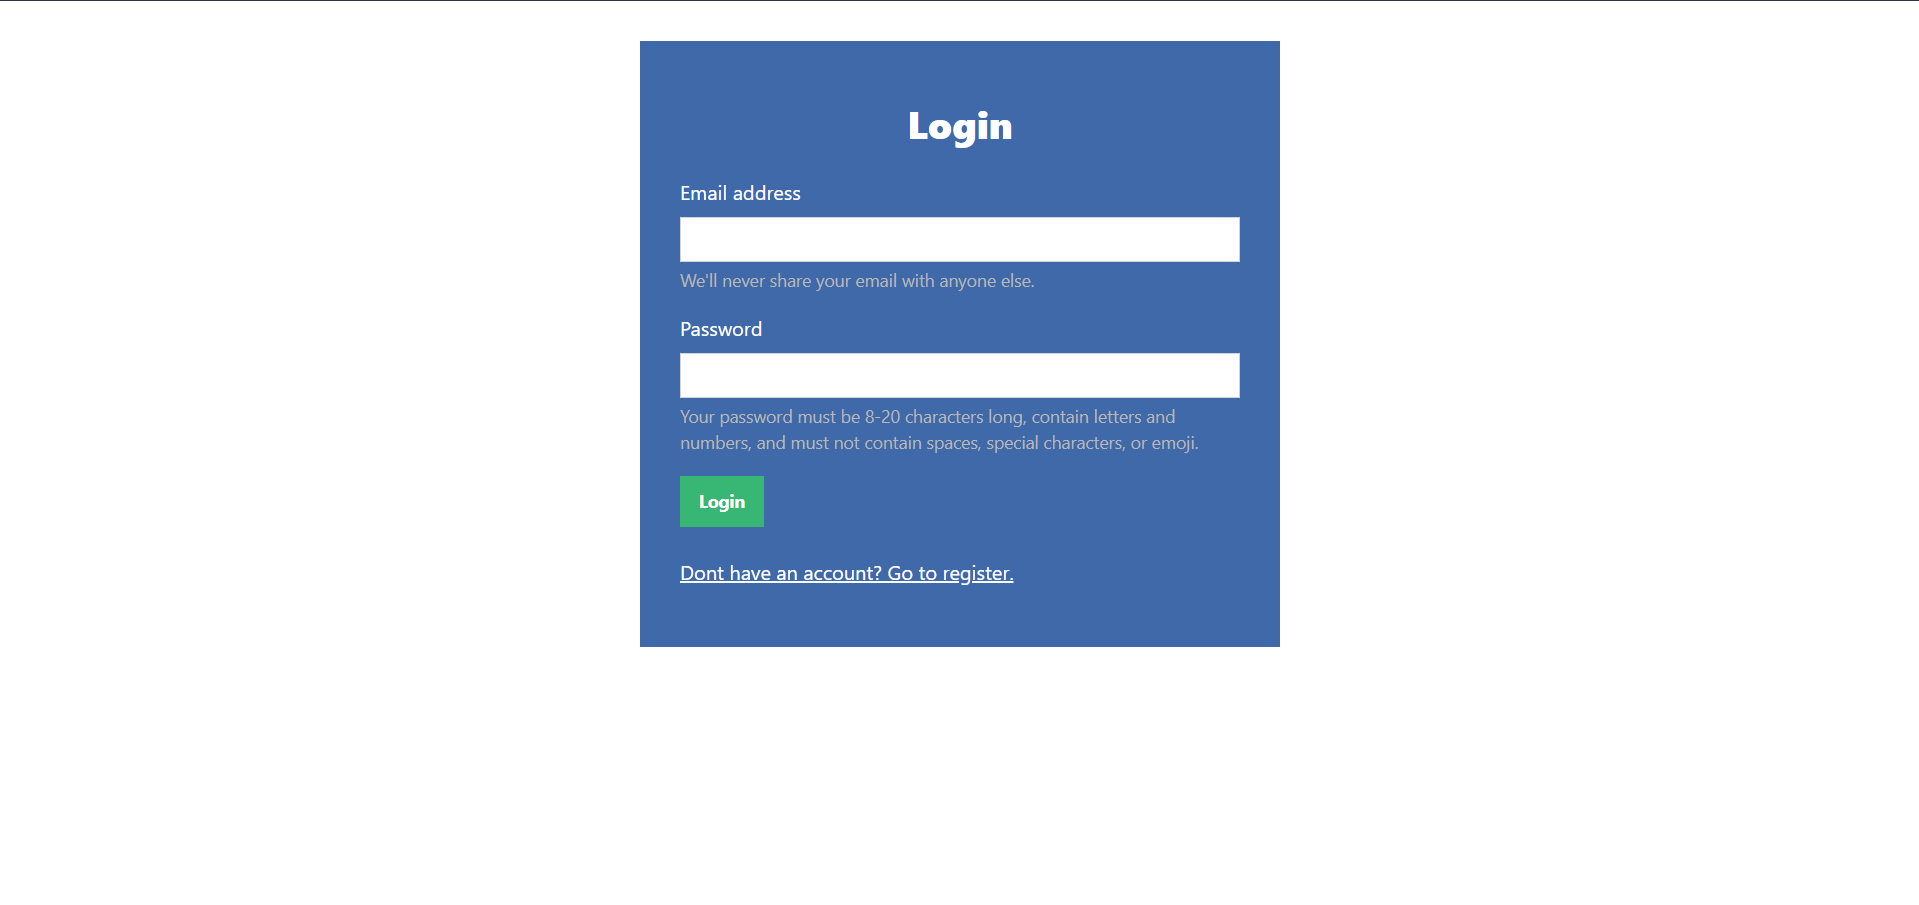 Login
Email address
We'll never share your email with anyone else.
Password
Your password must be 8-20 characters long, contain letters and
numbers, and must not contain spaces, special characters, or emoji.
Login
Dont have an account? Go to register.